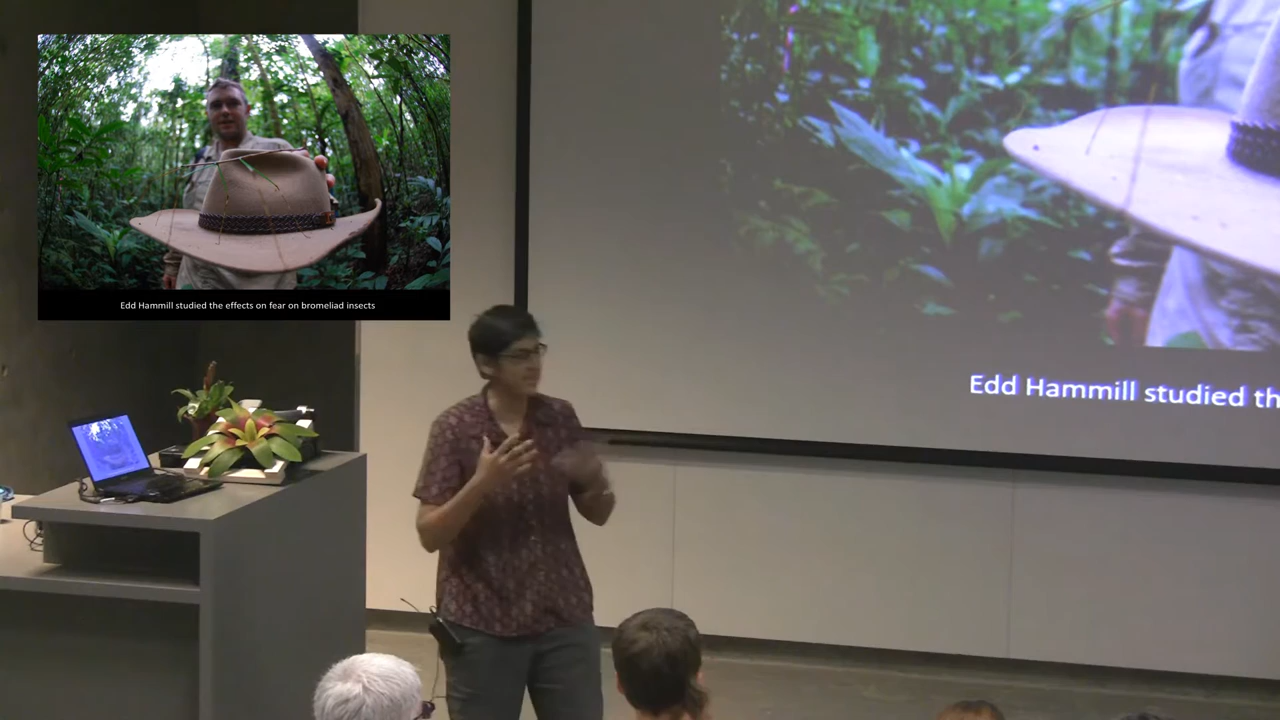 Edd Hammill studied the effects on fear on bromeliad insects
Edd Hammill studied th